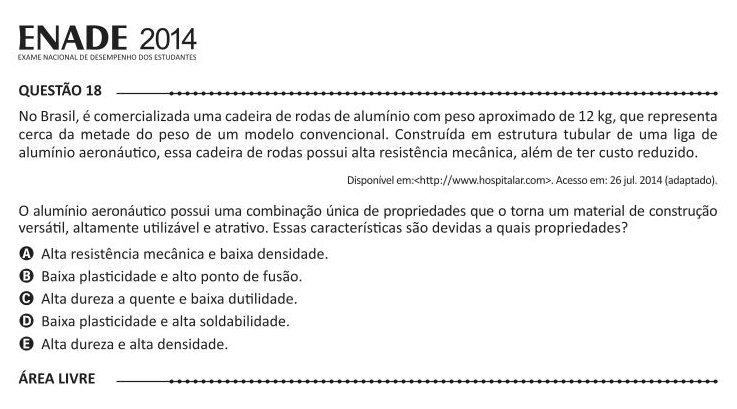 ENADE 2014
EXAME NACIONAL DE DESEMPENHO DOS ESTUDANTES
QUESTÃO 18
No Brasil, é comercializada uma cadeira de rodas de alumínio com peso aproximado de 12 kg, que representa
cerca da metade do peso de um modelo convencional. Construída em estrutura tubular de uma liga de
alumínio aeronáutico, essa cadeira de rodas possui alta resistência mecânica, além de ter custo reduzido.
Disponível em:<http://www.hospitalar.com>. Acesso em: 26 jul. 2014 (adaptado).
O alumínio aeronáutico possui uma combinação única de propriedades que o torna um material de construção
versátil, altamente utilizável e atrativo. Essas características são devidas a quais propriedades?
A Alta resistência mecânica e baixa densidade.
B Baixa plasticidade e alto ponto de fusão.
C Alta dureza a quente e baixa dutilidade.
D Baixa plasticidade e alta soldabilidade.
E Alta dureza e alta densidade.
ÁREA LIVRE